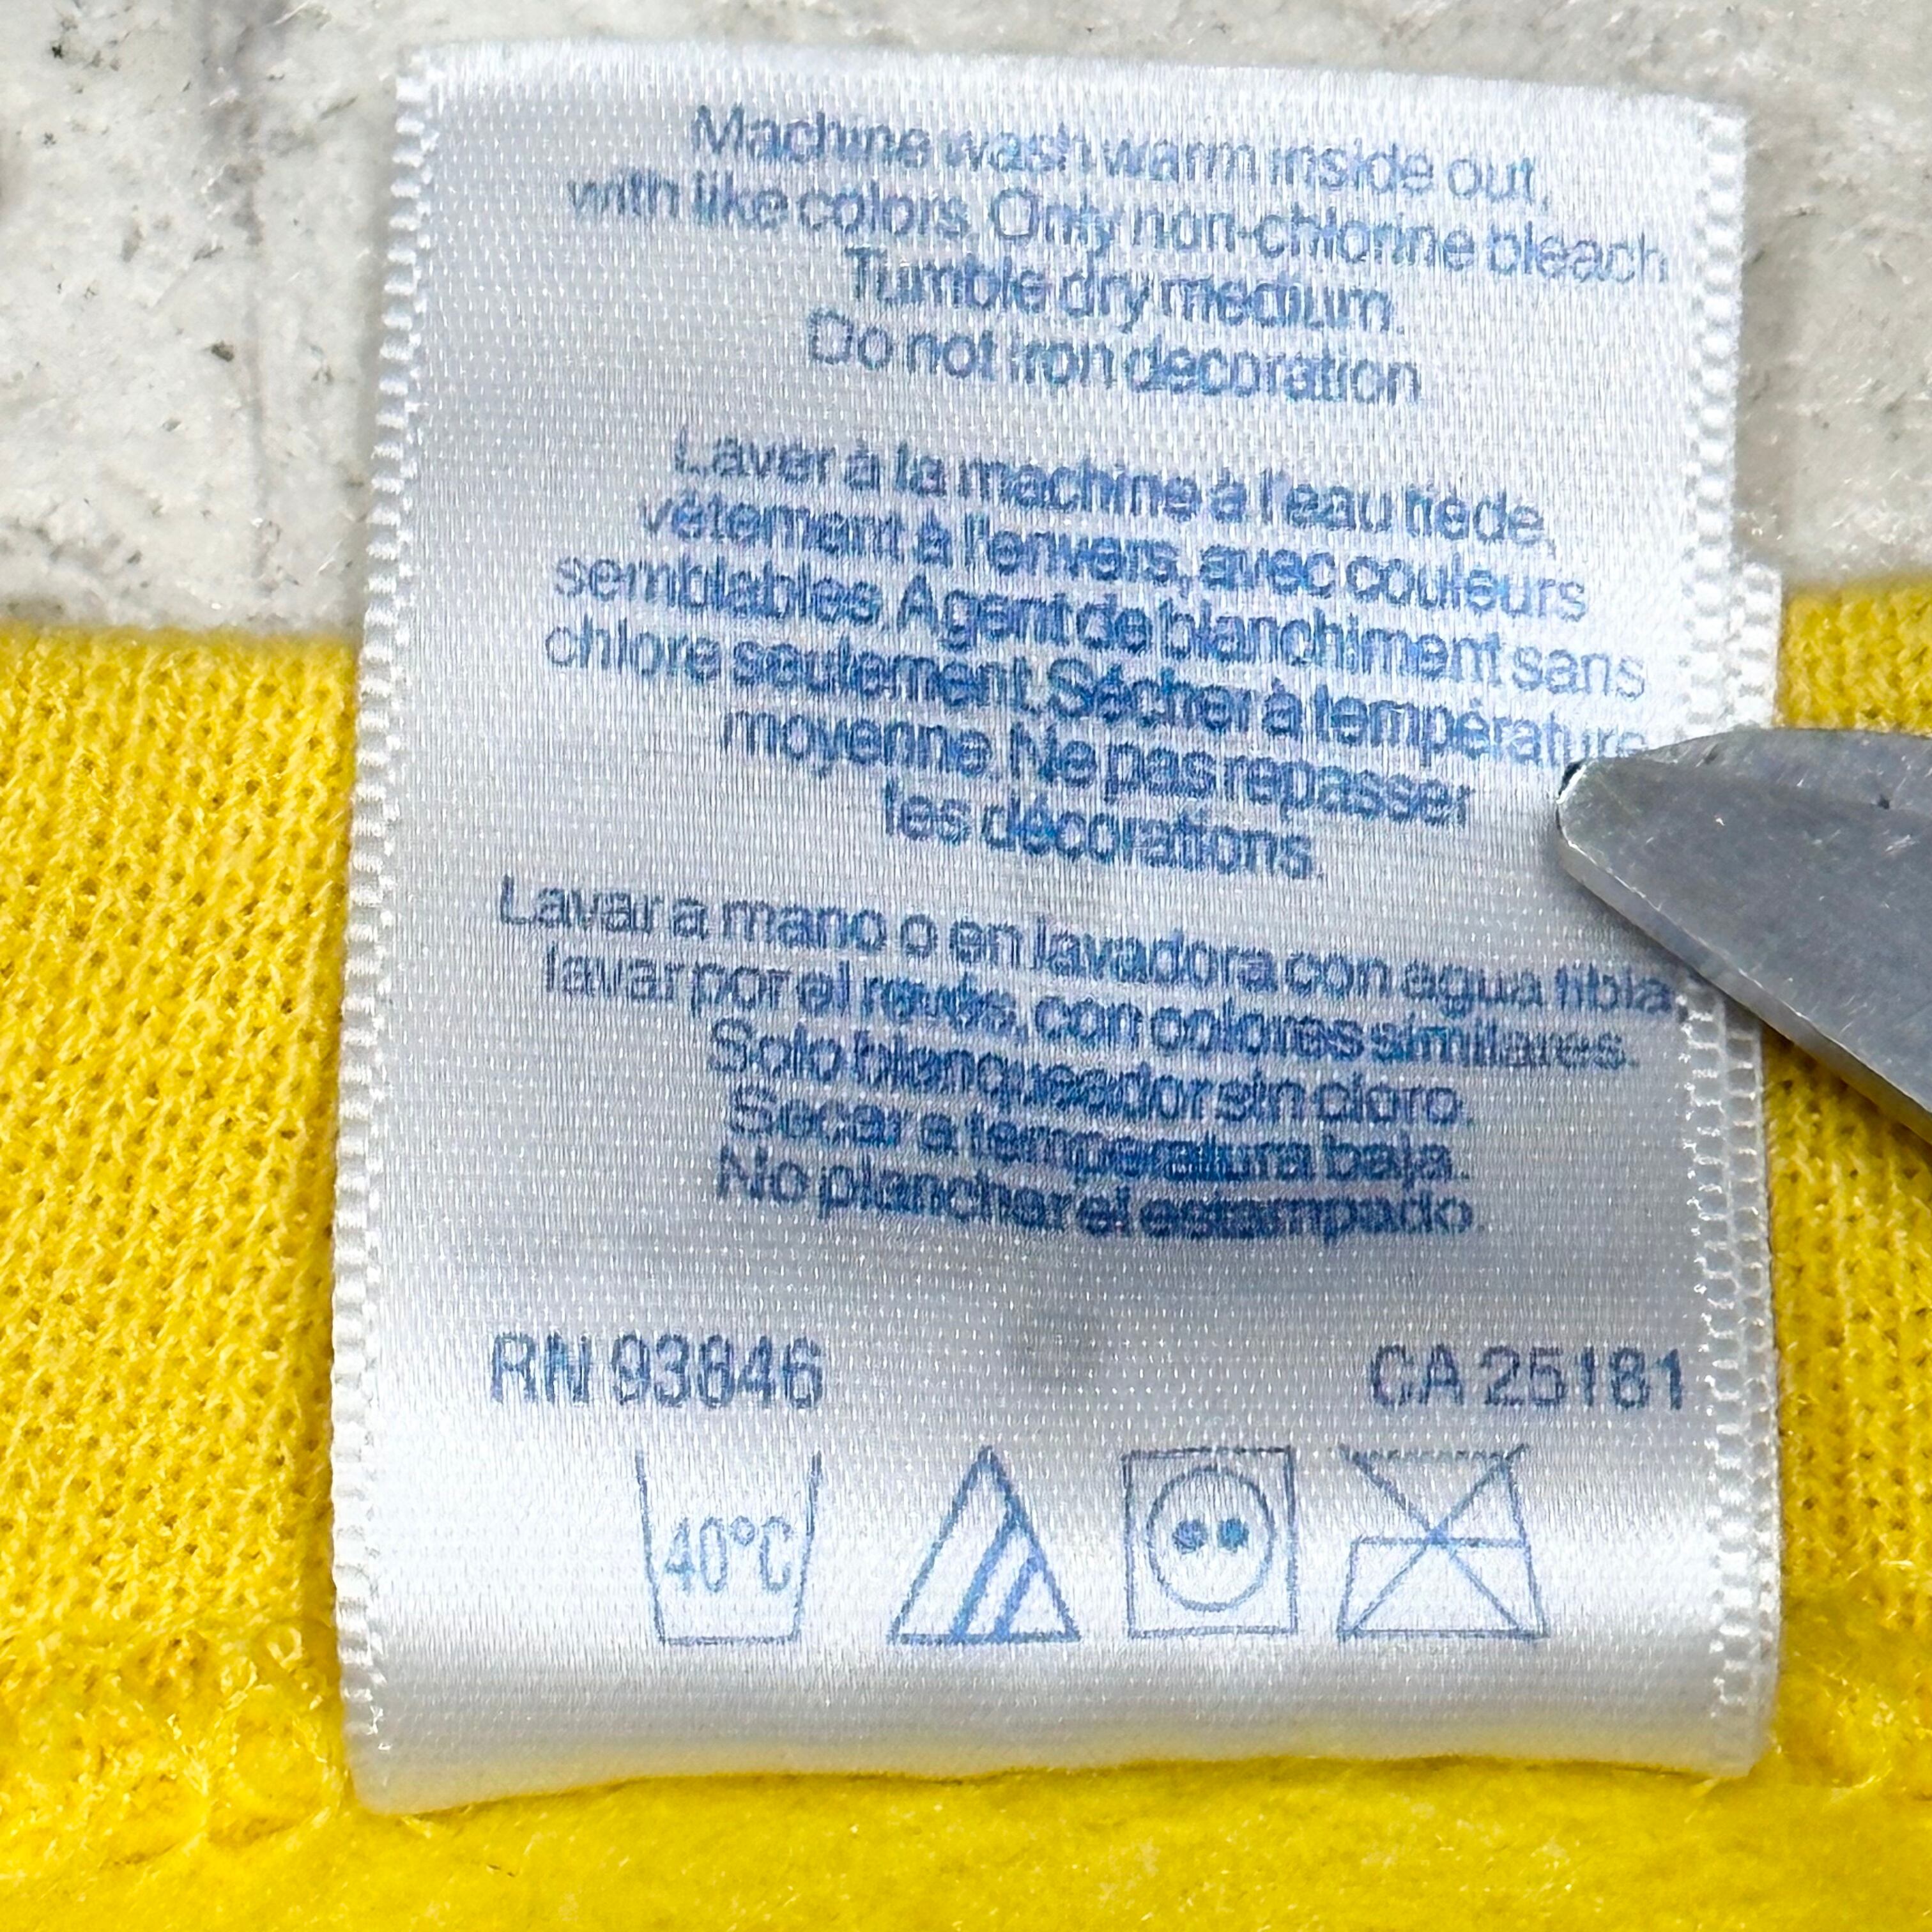 Machine wash warm inside out,
with like colors. Only non-chlorine bleach
Tumble dry medium.
Do not iron decoration
Laver à la machine à l'eau tiède,
vêtement à l'envers, avec couleurs
semblables. Agent de blanchiment sans
chlore seulement. Sécher à température
moyenne. Ne pas repasser
les décorations.
Lavar a mano o en lavadora con agua tibia,
lavar por el revés, con colores similares.
Solo blanqueador sin cloro.
Secar a temperatura baja.
No planchar el estampado.
RN 93646 CA 25181
40°C